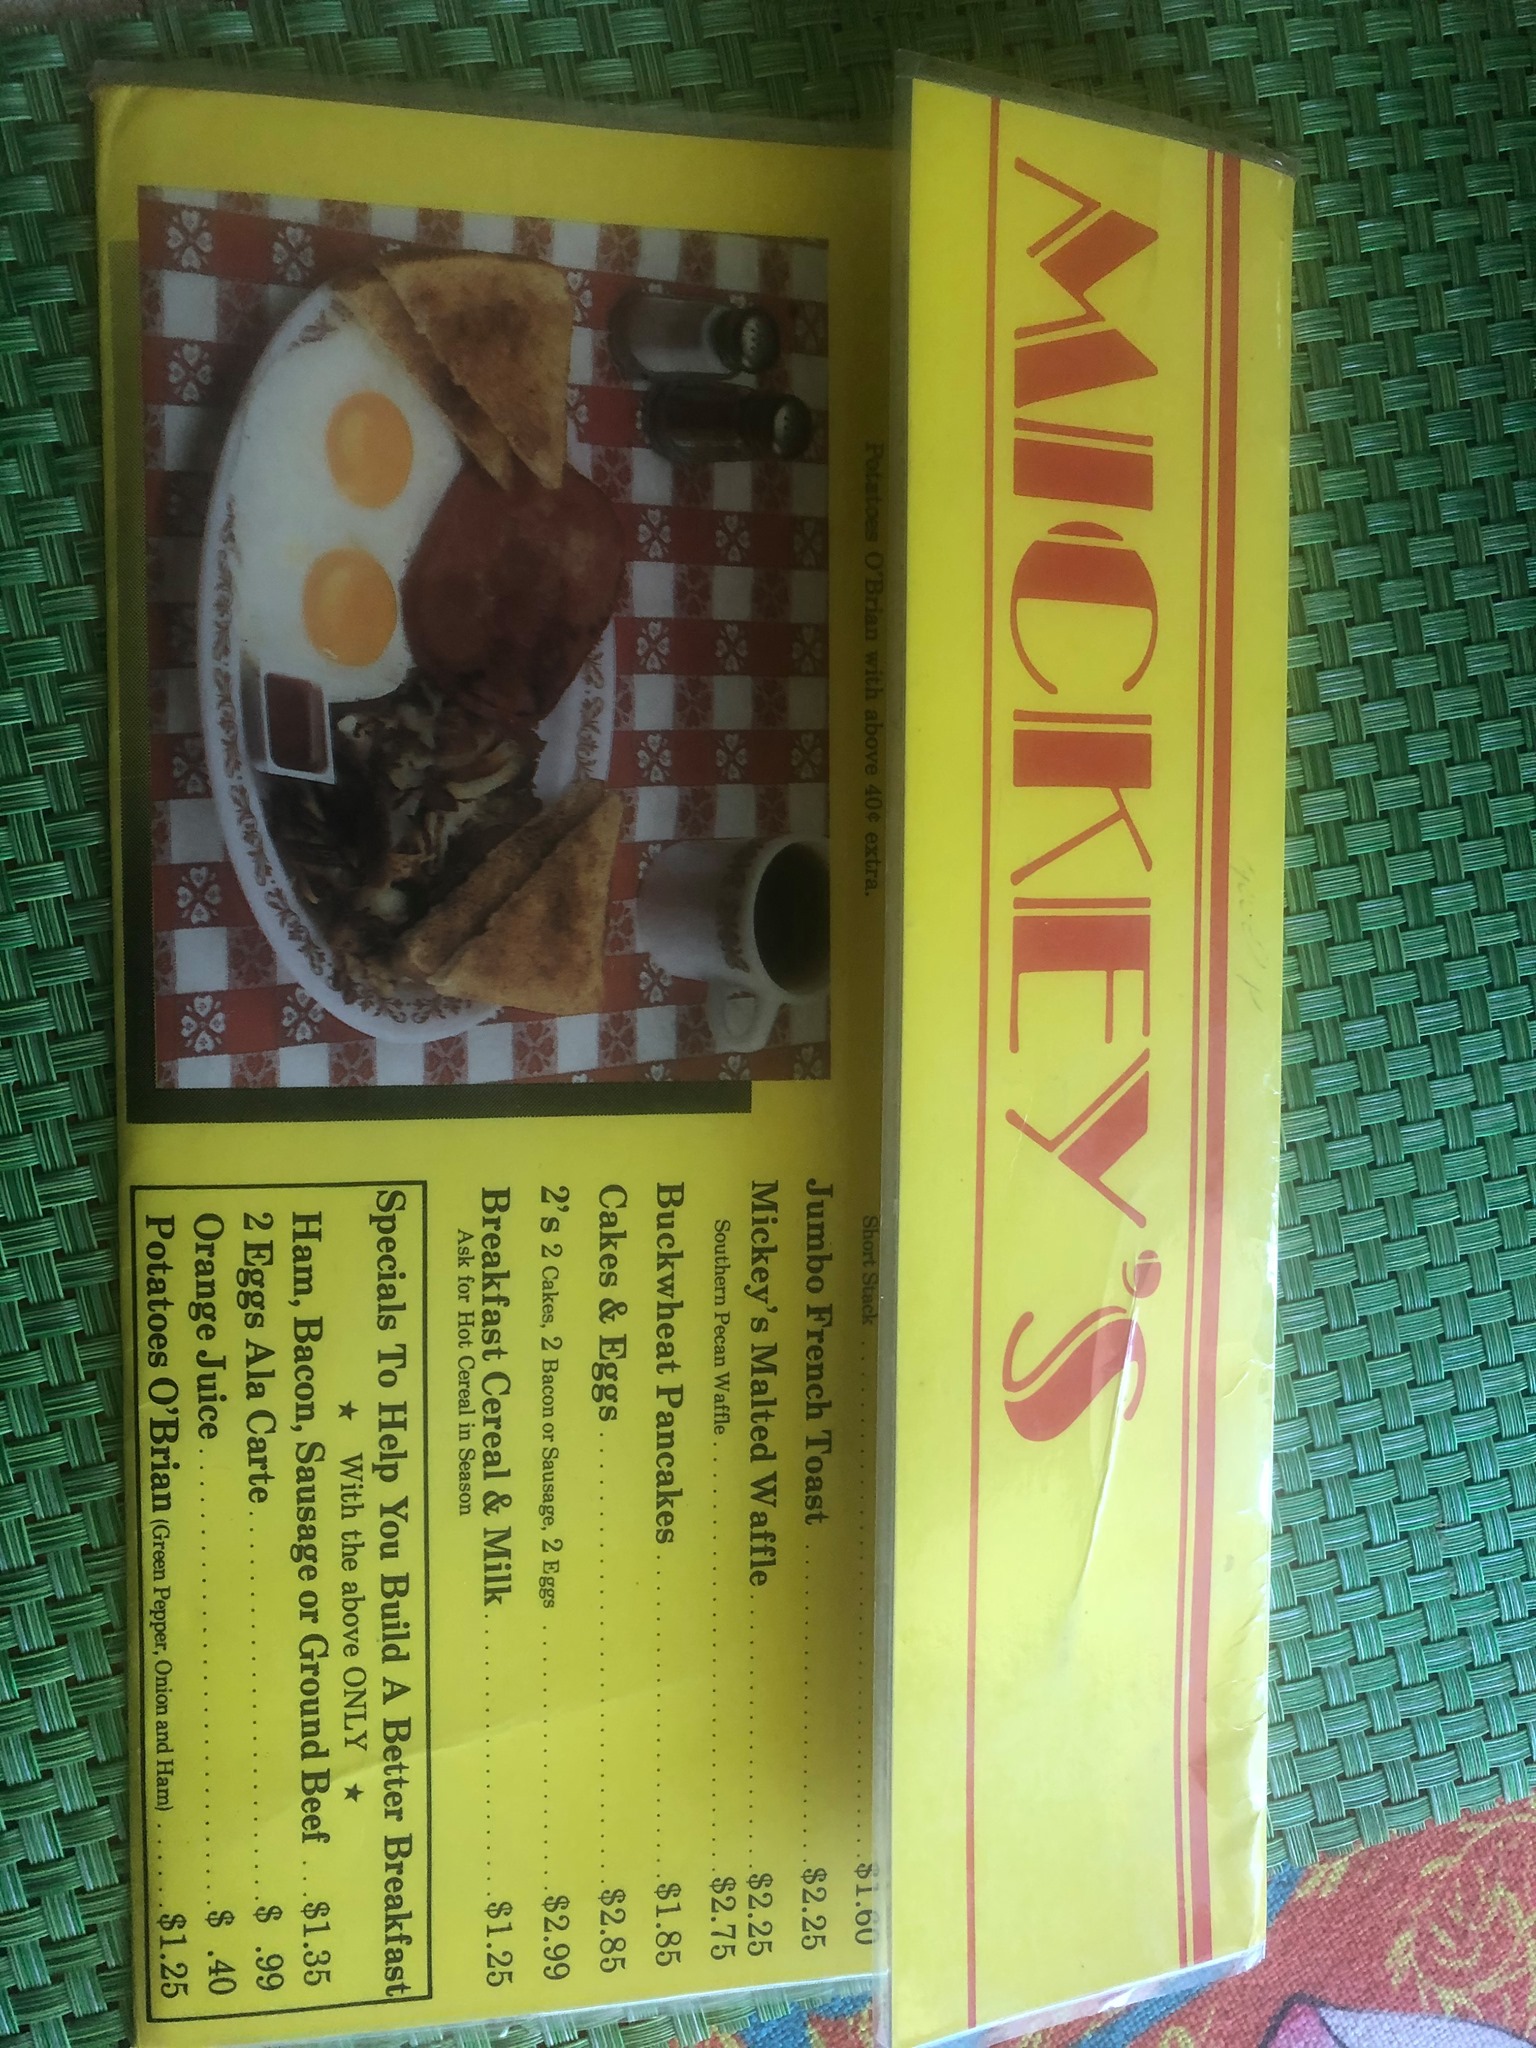 MICKEY'S
Potatoes O'Brian with above 40¢ extra.
Short Stack ........ $1.60
Jumbo French Toast ........ $2.25
Mickey's Malted Waffle ........ $2.25
Southern Pecan Waffle ........ $2.75
Buckwheat Pancakes ........ $1.85
Cakes & Eggs ........ $2.85
2's 2 Cakes, 2 Bacon or Sausage, 2 Eggs ........ $2.99
Breakfast Cereal & Milk ........ $1.25
Ask for Hot Cereal in Season
Specials To Help You Build A Better Breakfast
★ With the above ONLY ★
Ham, Bacon, Sausage or Ground Beef ... $1.35
2 Eggs Ala Carte ........ $ .99
Orange Juice ........ $ .40
Potatoes O'Brian (Green Pepper, Onion and Ham) ..... $1.25